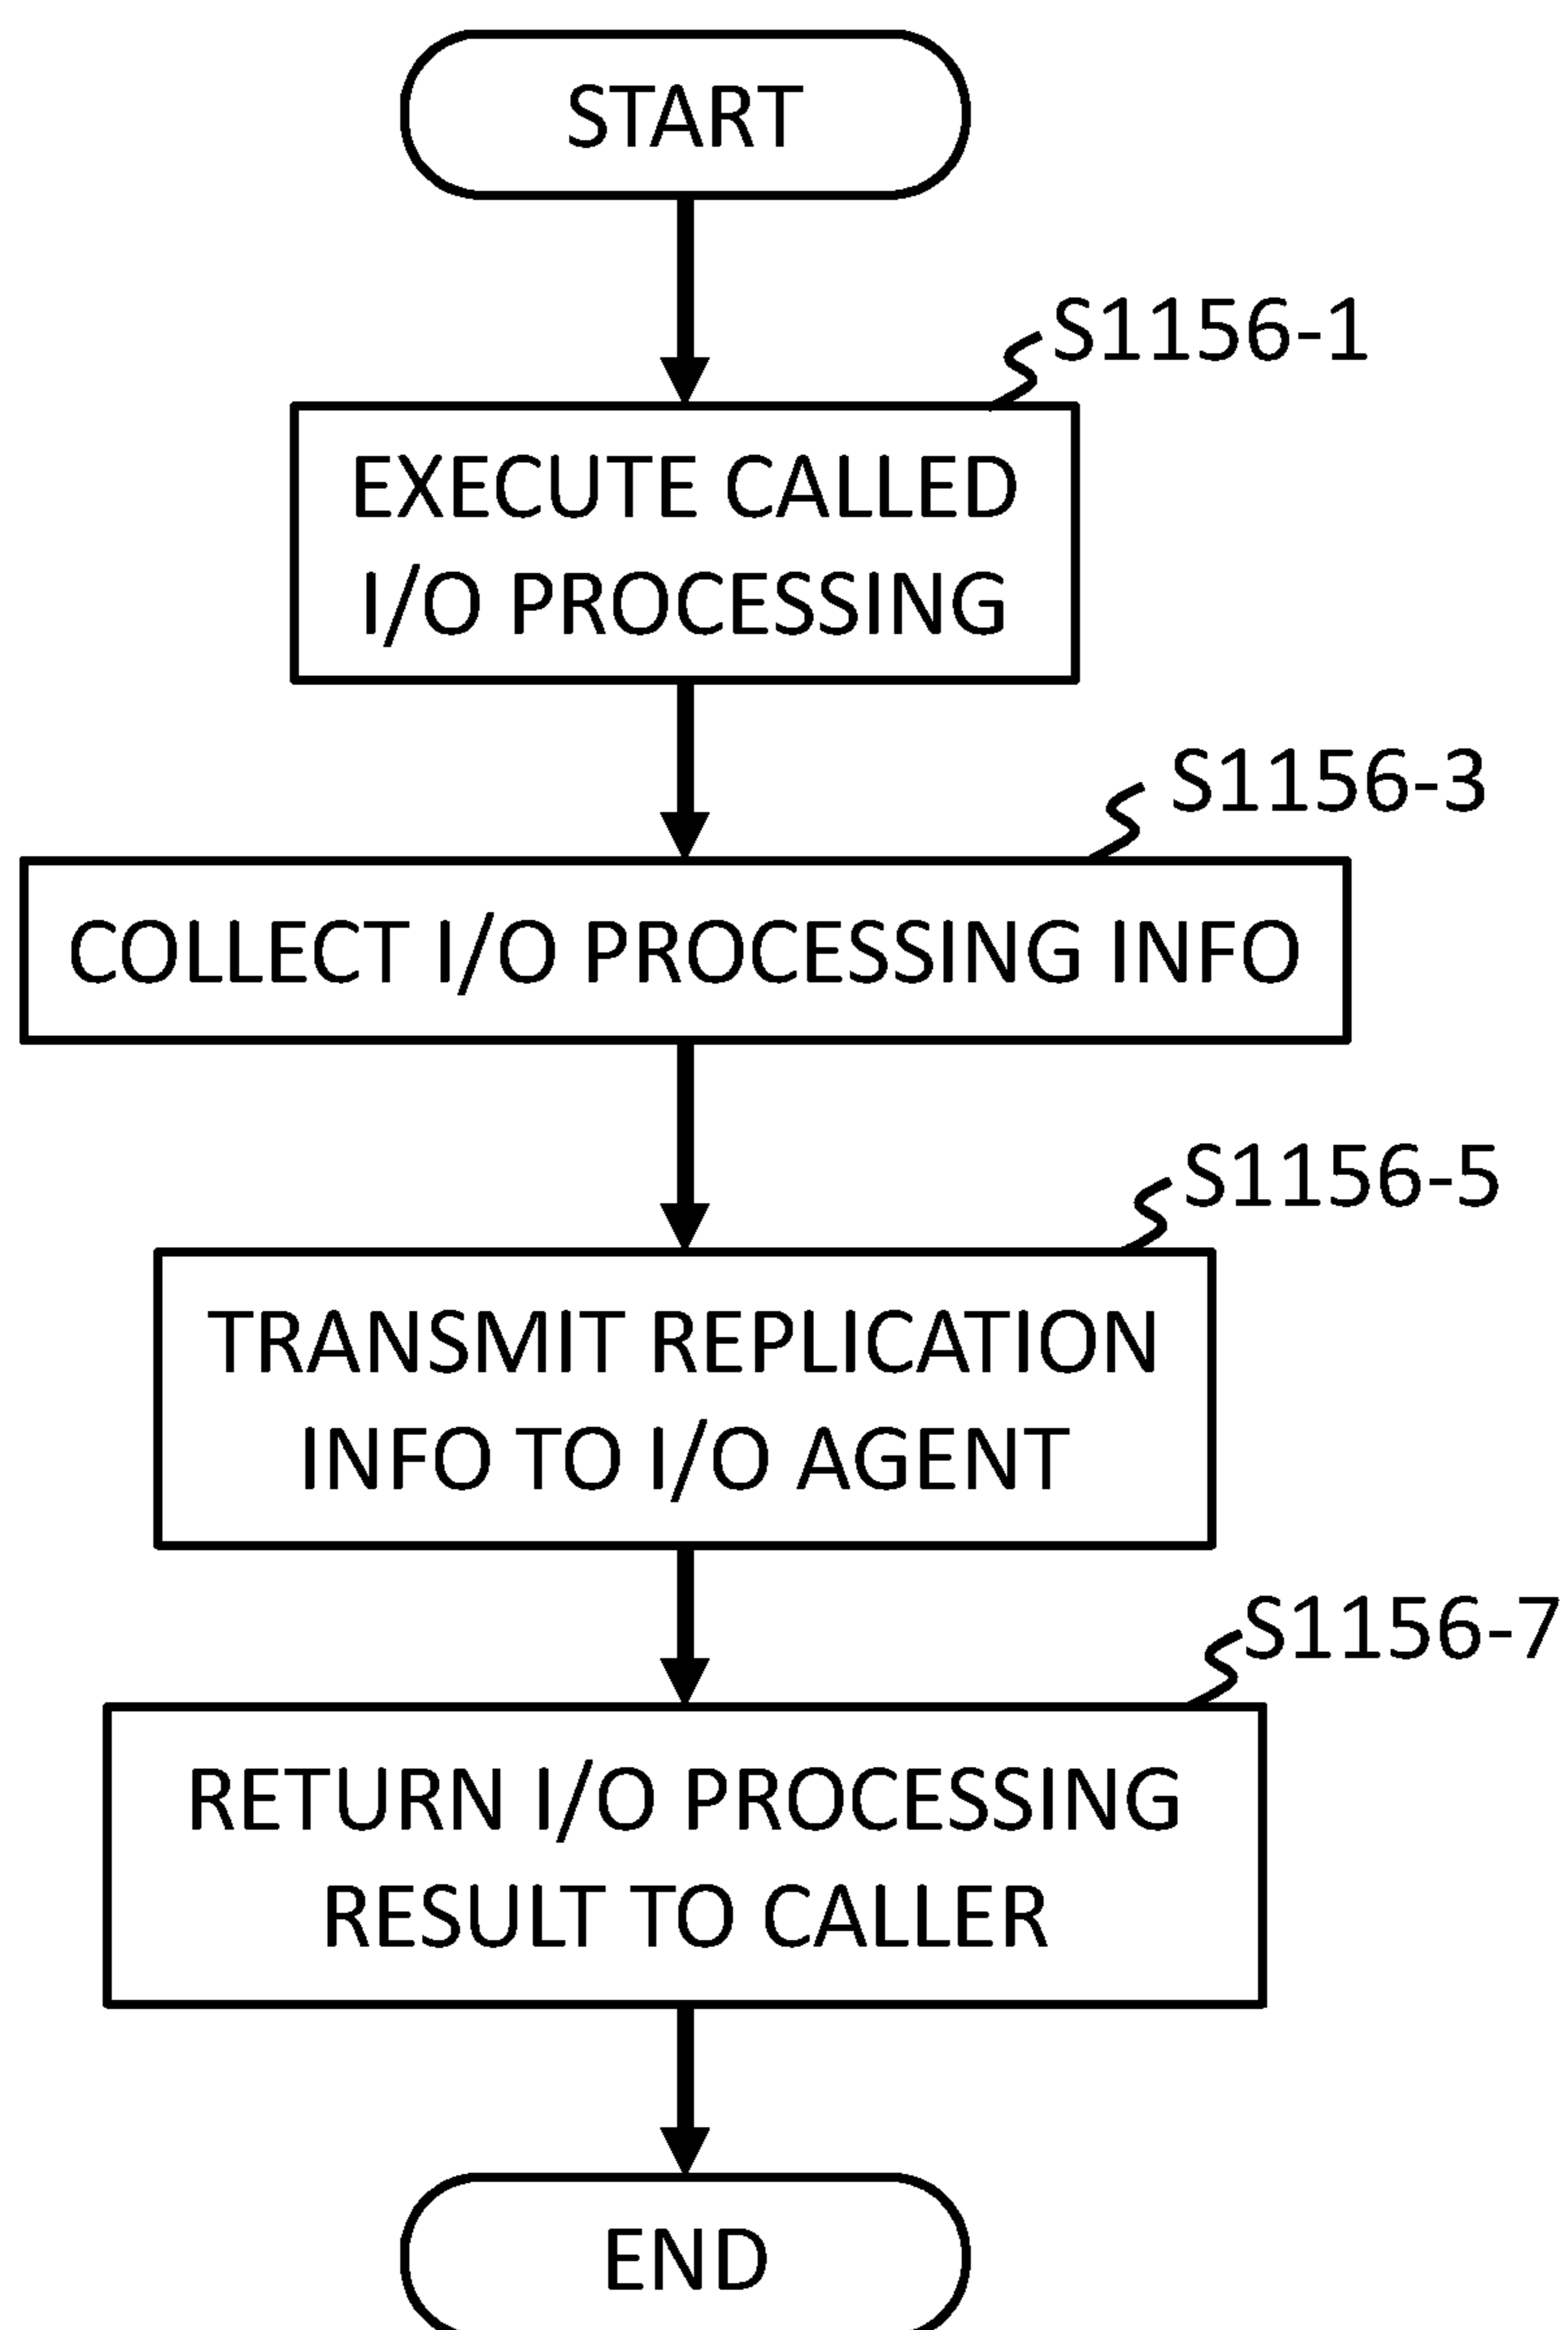 START
S1156-1
EXECUTE CALLED
I/O PROCESSING
S1156-3
COLLECT I/O PROCESSING INFO
S1156-5
TRANSMIT REPLICATION
INFO TO I/O AGENT
S1156-7
RETURN I/O PROCESSING
RESULT TO CALLER
END